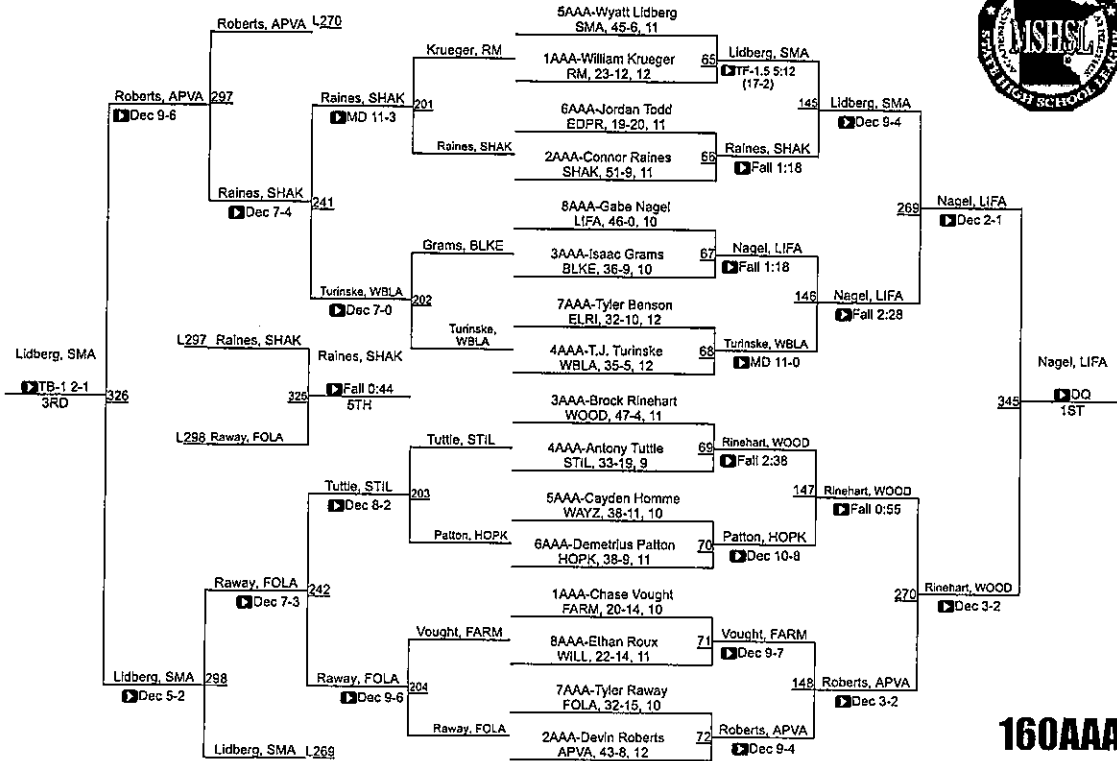 Roberts, APVA L270
Roberts, APVA 297
Dec 9-6
Raines, SHAK
Dec 7-4
241
Raines, SHAK
MD 11-3
201
Krueger, RM
Raines, SHAK
Turinske, WBLA
Dec 7-0
202
Grams, BLKE
Turinske,
WBLA
Lidberg, SMA
TB-1 2-1
3RD
326
L297 Raines, SHAK
L298 Raway, FOLA
325
Raines, SHAK
Fall 0:44
5TH
Tuttle, STIL
Dec 8-2
203
Tuttle, STIL
Patton, HOPK
Raway, FOLA
Dec 7-3
242
Lidberg, SMA
Dec 5-2
298
Raway, FOLA
Dec 9-6
204
Vought, FARM
Raway, FOLA
Lidberg, SMA L269
5AAA-Wyatt Lidberg
SMA, 45-6, 11
1AAA-William Krueger
RM, 23-12, 12
65
6AAA-Jordan Todd
EDPR, 19-20, 11
2AAA-Connor Raines
SHAK, 51-9, 11
66
8AAA-Gabe Nagel
LIFA, 46-0, 10
3AAA-Isaac Grams
BLKE, 36-9, 10
67
7AAA-Tyler Benson
ELRI, 32-10, 12
4AAA-T.J. Turinske
WBLA, 35-5, 12
68
3AAA-Brock Rinehart
WOOD, 47-4, 11
4AAA-Antony Tuttle
STIL, 33-19, 9
69
5AAA-Cayden Homme
WAYZ, 38-11, 10
6AAA-Demetrius Patton
HOPK, 38-9, 11
70
1AAA-Chase Vought
FARM, 20-14, 10
8AAA-Ethan Roux
WILL, 22-14, 11
71
7AAA-Tyler Raway
FOLA, 32-15, 10
2AAA-Devin Roberts
APVA, 43-8, 12
72
Lidberg, SMA
TF-1.5 5:12
(17-2)
145
Raines, SHAK
Fall 1:18
Nagel, LIFA
Fall 1:18
146
Turinske, WBLA
MD 11-0
Rinehart, WOOD
Fall 2:38
147
Patton, HOPK
Dec 10-8
Vought, FARM
Dec 9-7
148
Roberts, APVA
Dec 9-4
Lidberg, SMA
Dec 9-4
269
Nagel, LIFA
Fall 2:28
Rinehart, WOOD
Fall 0:55
270
Roberts, APVA
Dec 3-2
Nagel, LIFA
Dec 2-1
345
Rinehart, WOOD
Dec 3-2
Nagel, LIFA
DQ
1ST
MSHSL
STATE HIGH SCHOOL LEAGUE
ACADEMICS
ATHLETICS
160AAA